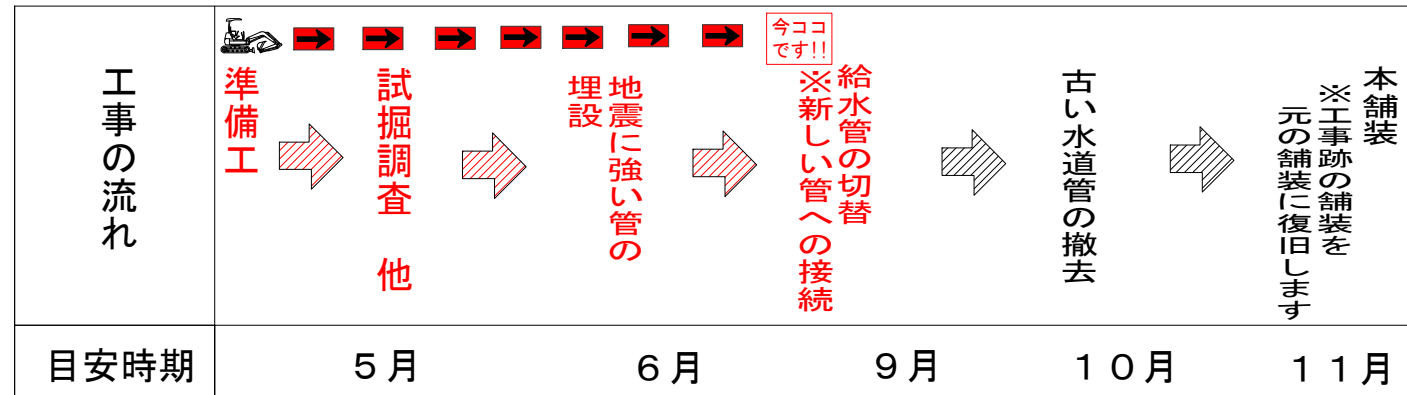 工事の流れ
今ココ
です!!
準備工
試掘調査　他
地震に強い管の
埋設
給水管の切替
※新しい管への接続
古い水道管の撤去
本舗装
※工事跡の舗装を
元の舗装に復旧します
目安時期
５月
６月
９月
１０月
１１月